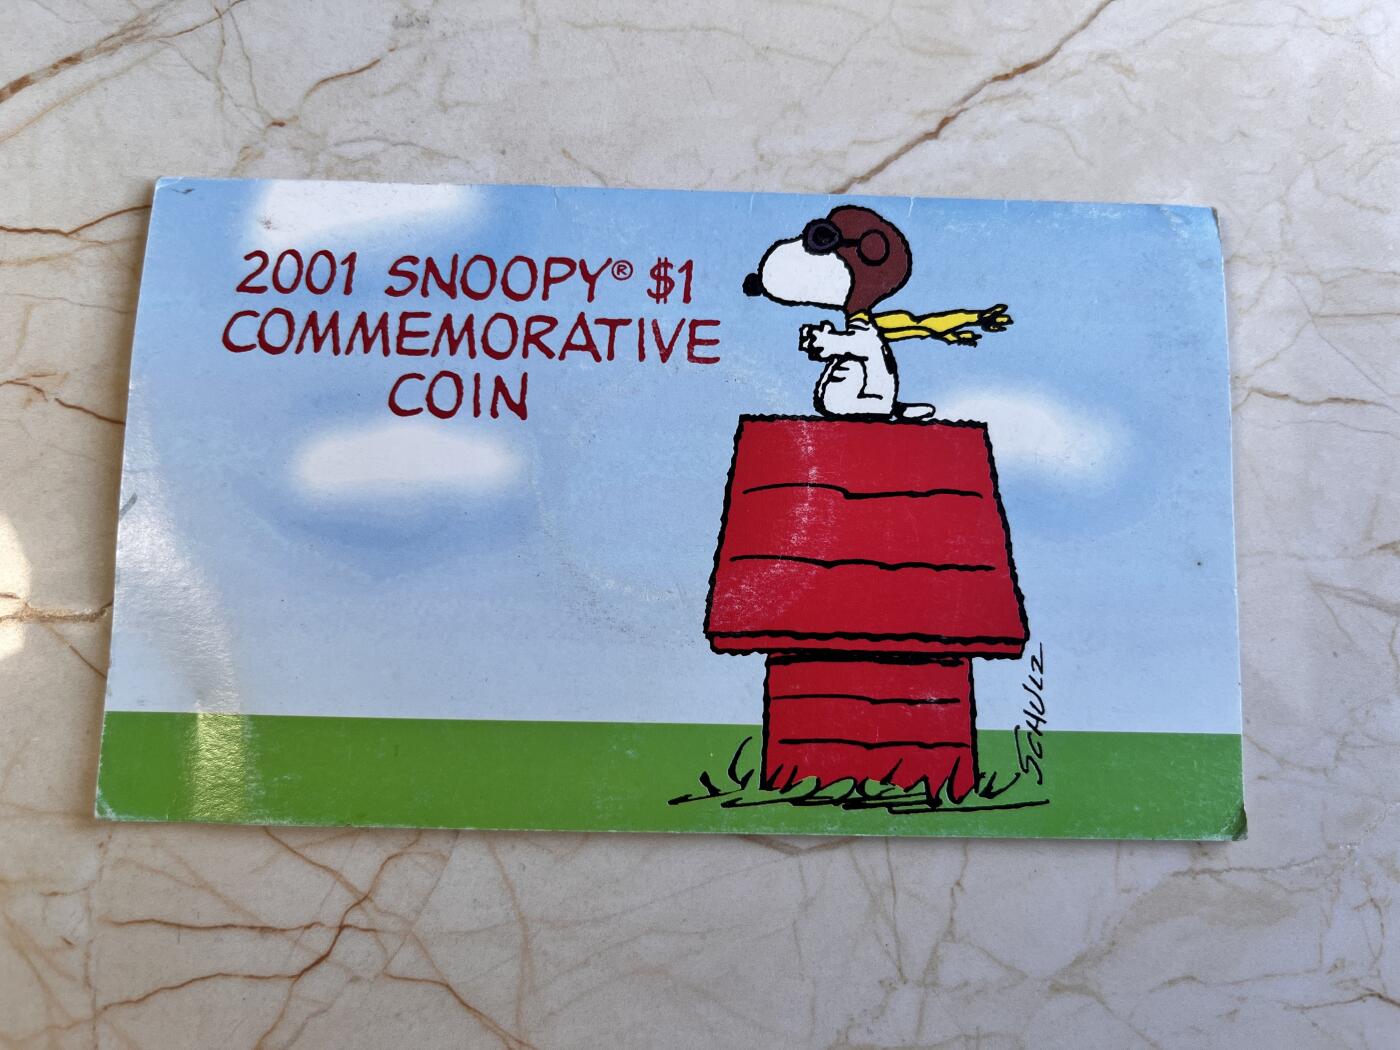 2001 SNOOPY® $1
COMMEMORATIVE
COIN
SCHULZ